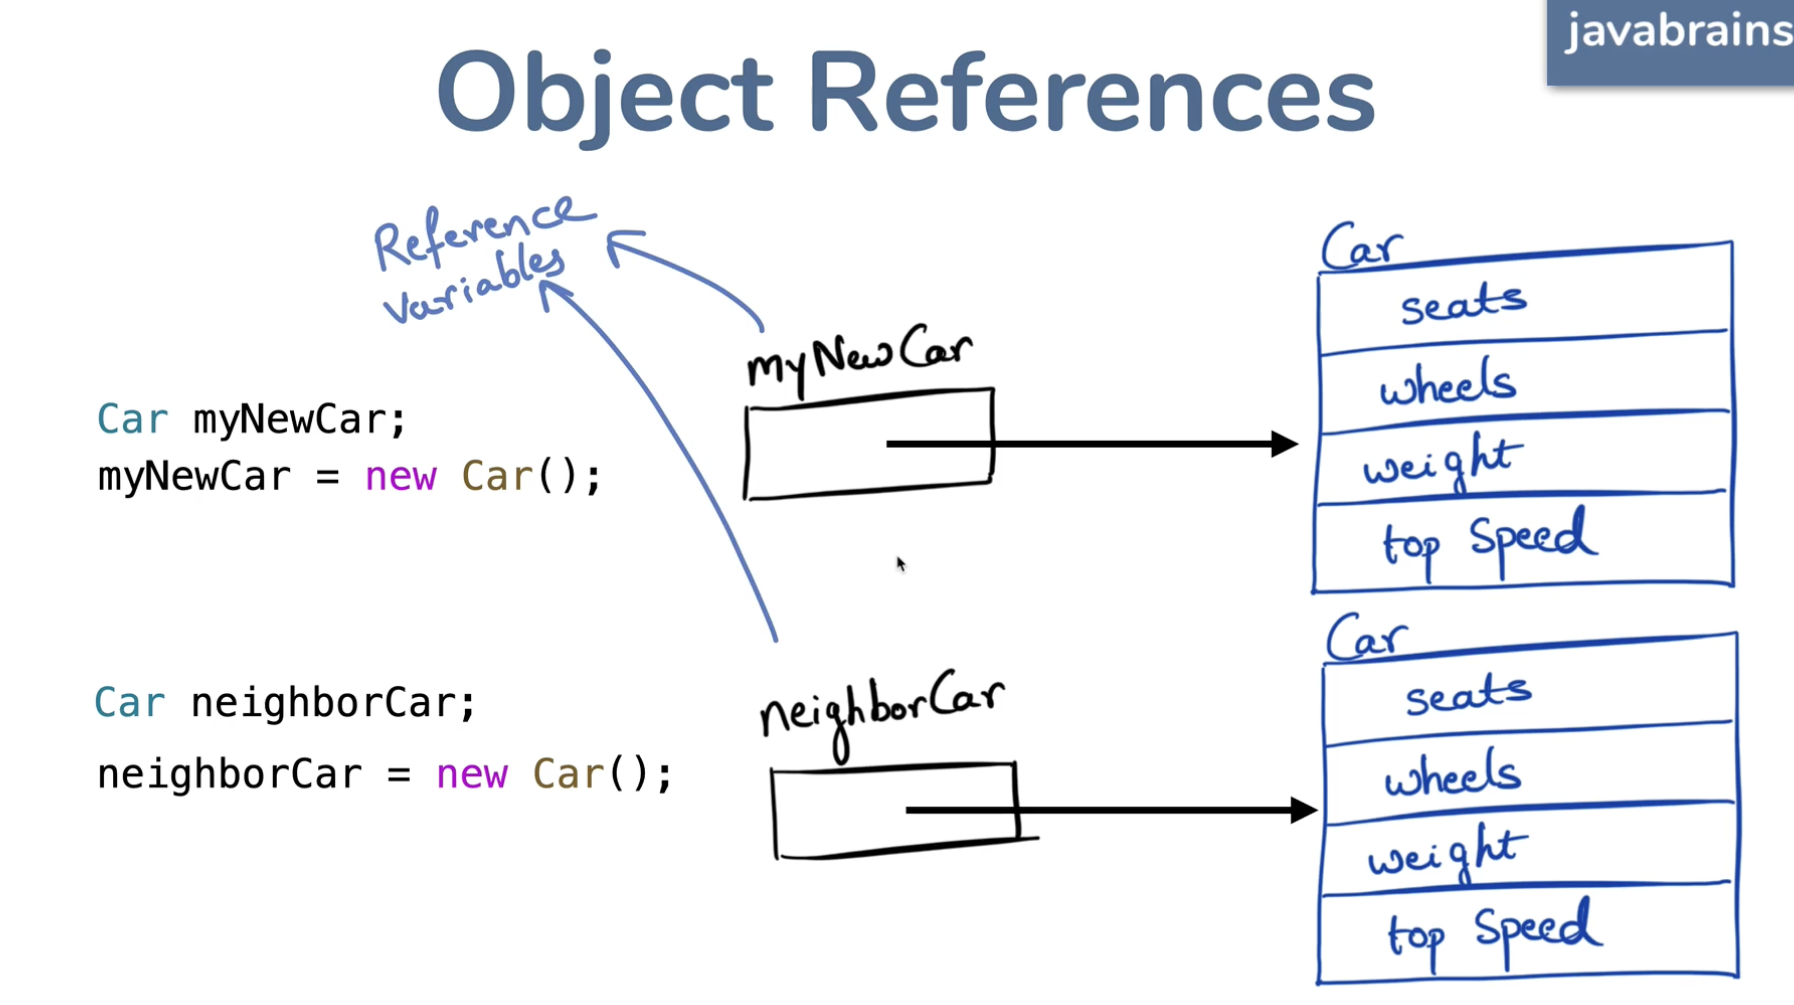 javabrains
Object References
Reference
variables
Car myNewCar;
myNewCar = new Car();
myNewCar
Car
seats
wheels
weight
top Speed
Car neighborCar;
neighborCar = new Car();
neighborCar
Car
seats
wheels
weight
top Speed